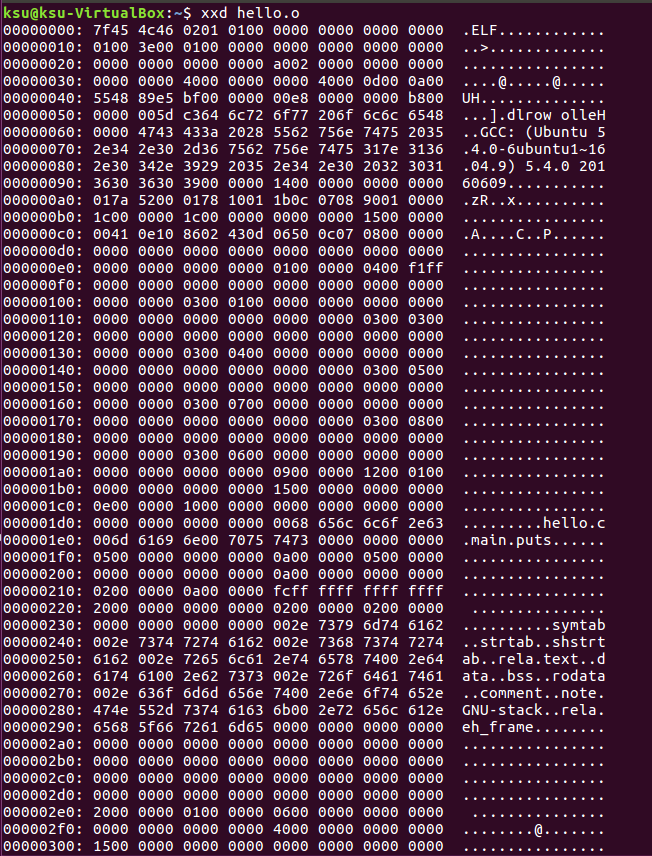 ksu@ksu-VirtualBox:~$ xxd hello.o
00000000: 7f45 4c46 0201 0100 0000 0000 0000 0000  .ELF............
00000010: 0100 3e00 0100 0000 0000 0000 0000 0000  ..>.............
00000020: 0000 0000 0000 0000 a002 0000 0000 0000  ................
00000030: 0000 0000 4000 0000 0000 4000 0d00 0a00  ....@.....@.....
00000040: 5548 89e5 bf00 0000 00e8 0000 0000 b800  UH..............
00000050: 0000 005d c364 6c72 6f77 206f 6c6c 6548  ...].dlrow olleH
00000060: 0000 4743 433a 2028 5562 756e 7475 2035  ..GCC: (Ubuntu 5
00000070: 2e34 2e30 2d36 7562 756e 7475 317e 3136  .4.0-6ubuntu1~16
00000080: 2e30 342e 3929 2035 2e34 2e30 2032 3031  .04.9) 5.4.0 201
00000090: 3630 3630 3900 0000 1400 0000 0000 0000  60609...........
000000a0: 017a 5200 0178 1001 1b0c 0708 9001 0000  .zR..x..........
000000b0: 1c00 0000 1c00 0000 0000 0000 1500 0000  ................
000000c0: 0041 0e10 8602 430d 0650 0c07 0800 0000  .A....C..P......
000000d0: 0000 0000 0000 0000 0000 0000 0000 0000  ................
000000e0: 0000 0000 0000 0000 0100 0000 0400 f1ff  ................
000000f0: 0000 0000 0000 0000 0000 0000 0000 0000  ................
00000100: 0000 0000 0300 0100 0000 0000 0000 0000  ................
00000110: 0000 0000 0000 0000 0000 0000 0300 0300  ................
00000120: 0000 0000 0000 0000 0000 0000 0000 0000  ................
00000130: 0000 0000 0300 0400 0000 0000 0000 0000  ................
00000140: 0000 0000 0000 0000 0000 0000 0300 0500  ................
00000150: 0000 0000 0000 0000 0000 0000 0000 0000  ................
00000160: 0000 0000 0300 0700 0000 0000 0000 0000  ................
00000170: 0000 0000 0000 0000 0000 0000 0300 0800  ................
00000180: 0000 0000 0000 0000 0000 0000 0000 0000  ................
00000190: 0000 0000 0300 0600 0000 0000 0000 0000  ................
000001a0: 0000 0000 0000 0000 0900 0000 1200 0100  ................
000001b0: 0000 0000 0000 0000 1500 0000 0000 0000  ................
000001c0: 0e00 0000 1000 0000 0000 0000 0000 0000  ................
000001d0: 0000 0000 0000 0000 0068 656c 6c6f 2e63  .........hello.c
000001e0: 006d 6169 6e00 7075 7473 0000 0000 0000  .main.puts......
000001f0: 0500 0000 0000 0000 0a00 0000 0500 0000  ................
00000200: 0000 0000 0000 0000 0a00 0000 0000 0000  ................
00000210: 0200 0000 0a00 0000 fcff ffff ffff ffff  ................
00000220: 2000 0000 0000 0000 0200 0000 0200 0000   ...............
00000230: 0000 0000 0000 0000 002e 7379 6d74 6162  ..........symtab
00000240: 002e 7374 7274 6162 002e 7368 7374 7274  ..strtab..shstrt
00000250: 6162 002e 7265 6c61 2e74 6578 7400 2e64  ab..rela.text..d
00000260: 6174 6100 2e62 7373 002e 726f 6461 7461  ata..bss..rodata
00000270: 002e 636f 6d6d 656e 7400 2e6e 6f74 652e  ..comment..note.
00000280: 474e 552d 7374 6163 6b00 2e72 656c 612e  GNU-stack..rela.
00000290: 6568 5f66 7261 6d65 0000 0000 0000 0000  eh_frame........
000002a0: 0000 0000 0000 0000 0000 0000 0000 0000  ................
000002b0: 0000 0000 0000 0000 0000 0000 0000 0000  ................
000002c0: 0000 0000 0000 0000 0000 0000 0000 0000  ................
000002d0: 0000 0000 0000 0000 0000 0000 0000 0000  ................
000002e0: 2000 0000 0100 0000 0600 0000 0000 0000   ...............
000002f0: 0000 0000 0000 0000 4000 0000 0000 0000  ........@.......
00000300: 1500 0000 0000 0000 0000 0000 0000 0000  ................